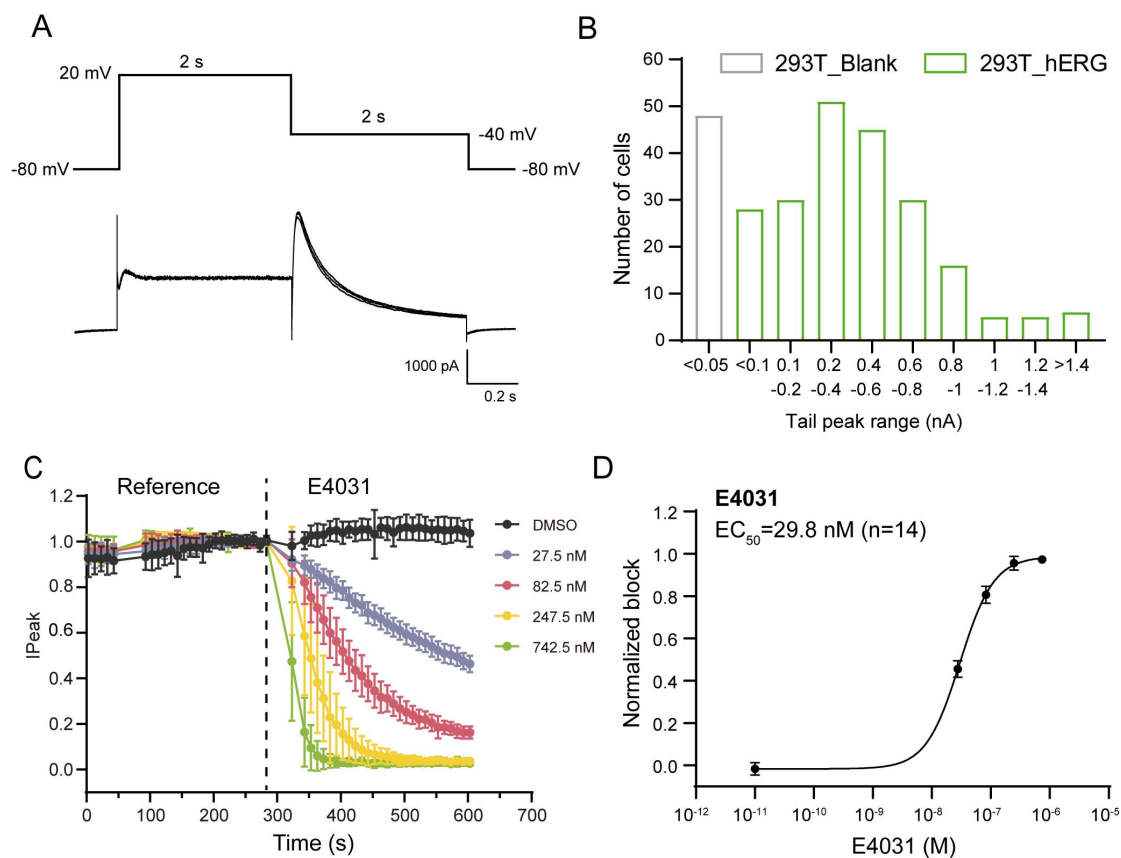 A
20 mV
2 s
2 s
-40 mV
-80 mV
-80 mV
1000 pA
0.2 s
B
293T_Blank
293T_hERG
60
50
40
30
20
10
0
Number of cells
<0.05 <0.1 0.1 0.2 0.4 0.6 0.8 1 1.2 >1.4
-0.2 -0.4 -0.6 -0.8 -1 -1.2 -1.4
Tail peak range (nA)
C
Reference
E4031
1.2
1.0
0.8
0.6
0.4
0.2
0.0
IPeak
0 100 200 300 400 500 600 700
Time (s)
DMSO
27.5 nM
82.5 nM
247.5 nM
742.5 nM
D
E4031
EC50=29.8 nM (n=14)
1.2
1.0
0.8
0.6
0.4
0.2
0.0
Normalized block
10-12 10-11 10-10 10-9 10-8 10-7 10-6 10-5
E4031 (M)